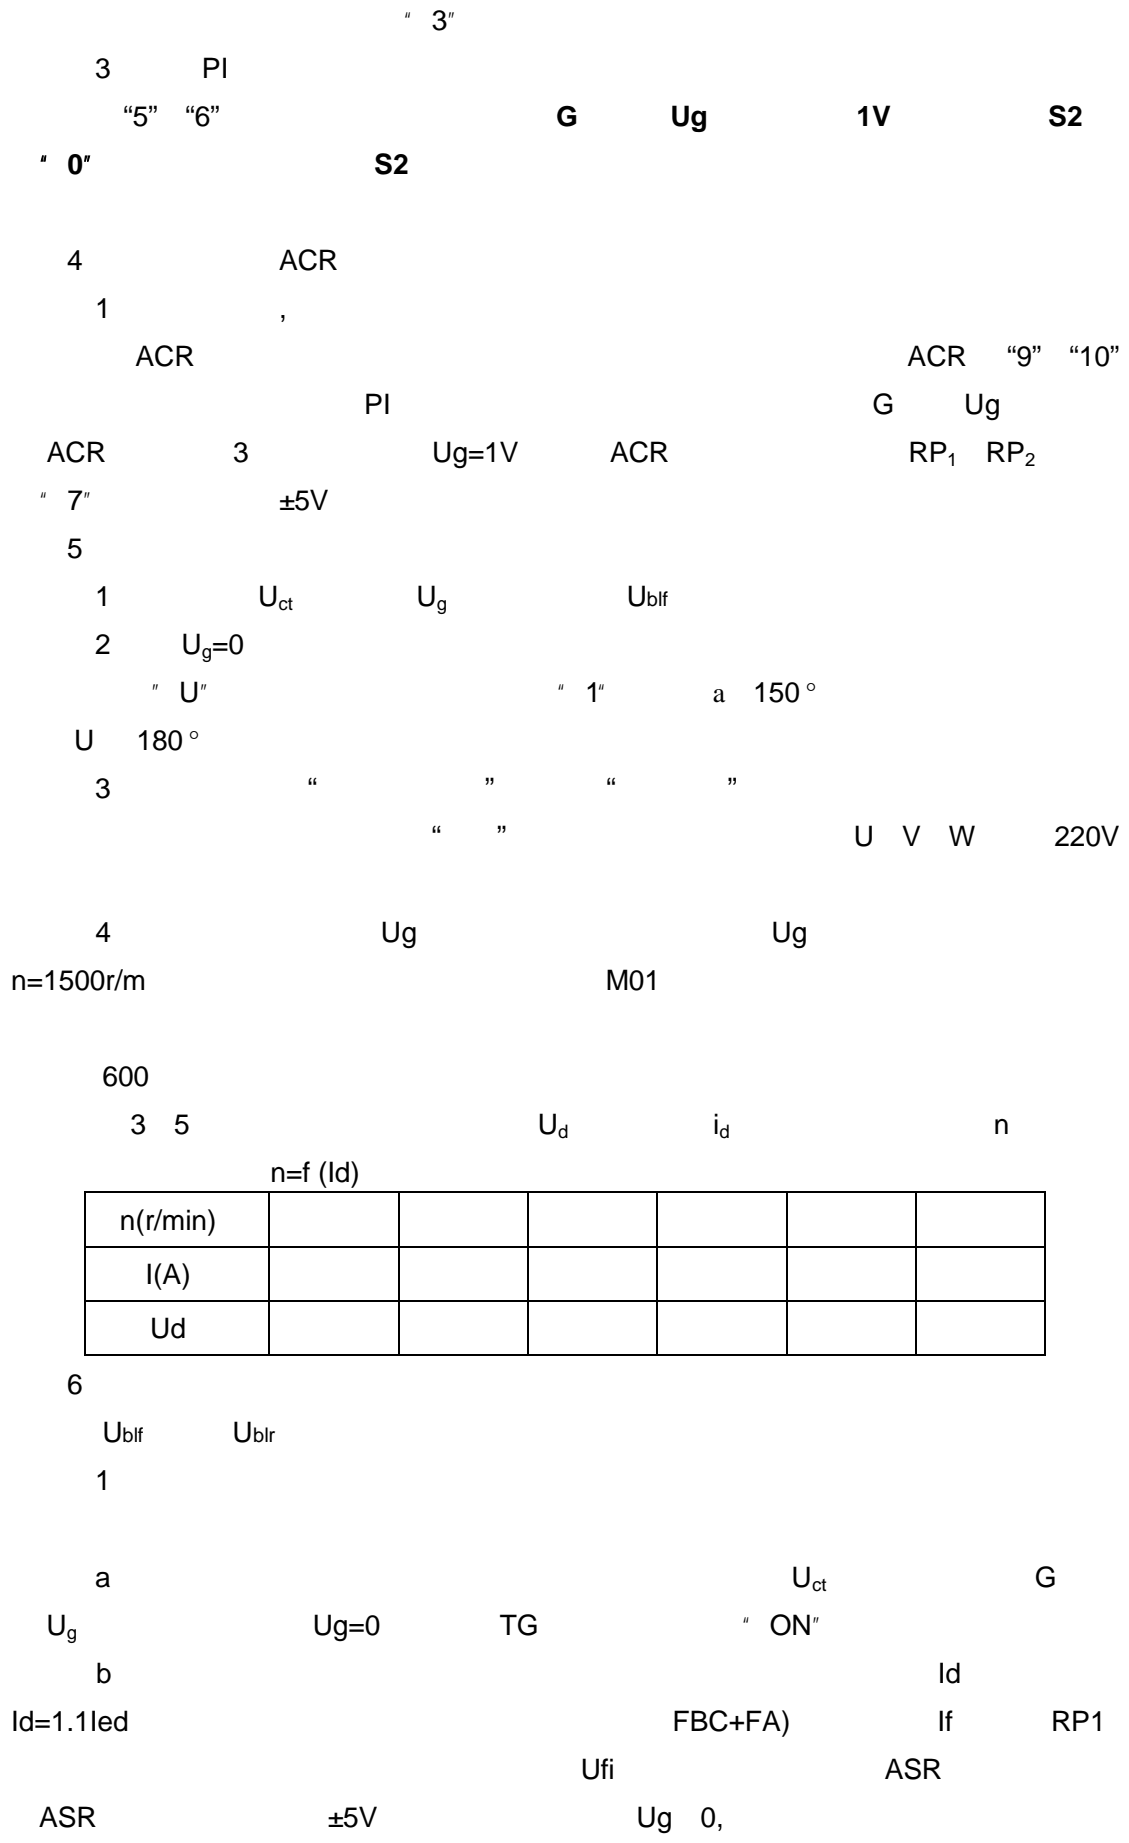 “ 3”
3 PI
“5” “6” G Ug 1V S2
“ 0” S2
4 ACR
1 ,
ACR ACR “9” “10”
PI G Ug
ACR 3 Ug=1V ACR RP₁ RP₂
“ 7” ±5V
5
1 Uct Ug Ublf
2 Ug=0
” U” “ 1“ a 150°
U 180°
3 “ ” “ ”
“ ” U V W 220V
4 Ug Ug
n=1500r/m M01
600
3 5 Ud id n
n=f (Id)
n(r/min)
I(A)
Ud
6
Ublf Ublr
1
a Uct G
Ug Ug=0 TG “ ON”
b Id
Id=1.1Ied FBC+FA) If RP1
Ufi ASR
ASR ±5V Ug 0,